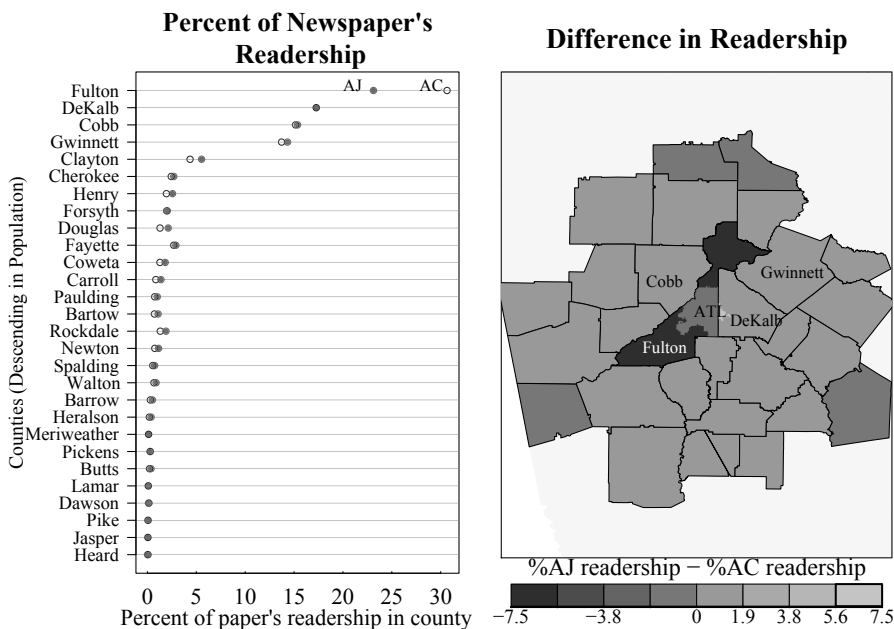 Percent of Newspaper's
Readership
Counties (Descending in Population)
Fulton
DeKalb
Cobb
Gwinnett
Clayton
Cherokee
Henry
Forsyth
Douglas
Fayette
Coweta
Carroll
Paulding
Bartow
Rockdale
Newton
Spalding
Walton
Barrow
Heralson
Meriweather
Pickens
Butts
Lamar
Dawson
Pike
Jasper
Heard
AJ
AC
0 5 10 15 20 25 30
Percent of paper's readership in county
Difference in Readership
Cobb
Gwinnett
ATL
DeKalb
Fulton
%AJ readership − %AC readership
−7.5 −3.8 0 1.9 3.8 5.6 7.5